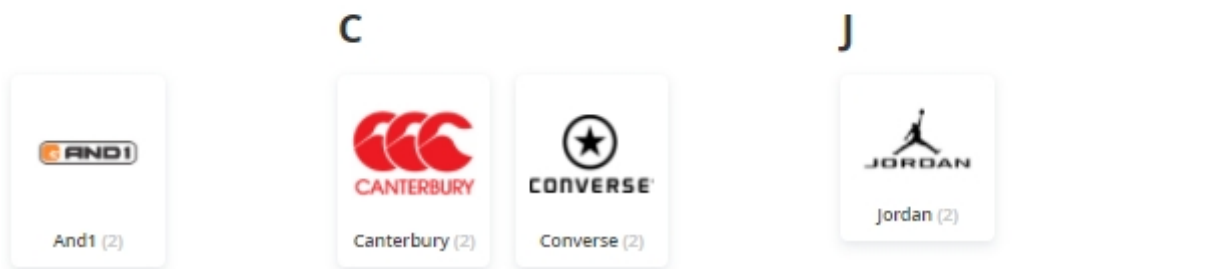 C
J
AND1
CANTERBURY
CONVERSE
JORDAN
And1 (2)
Canterbury (2)
Converse (2)
Jordan (2)